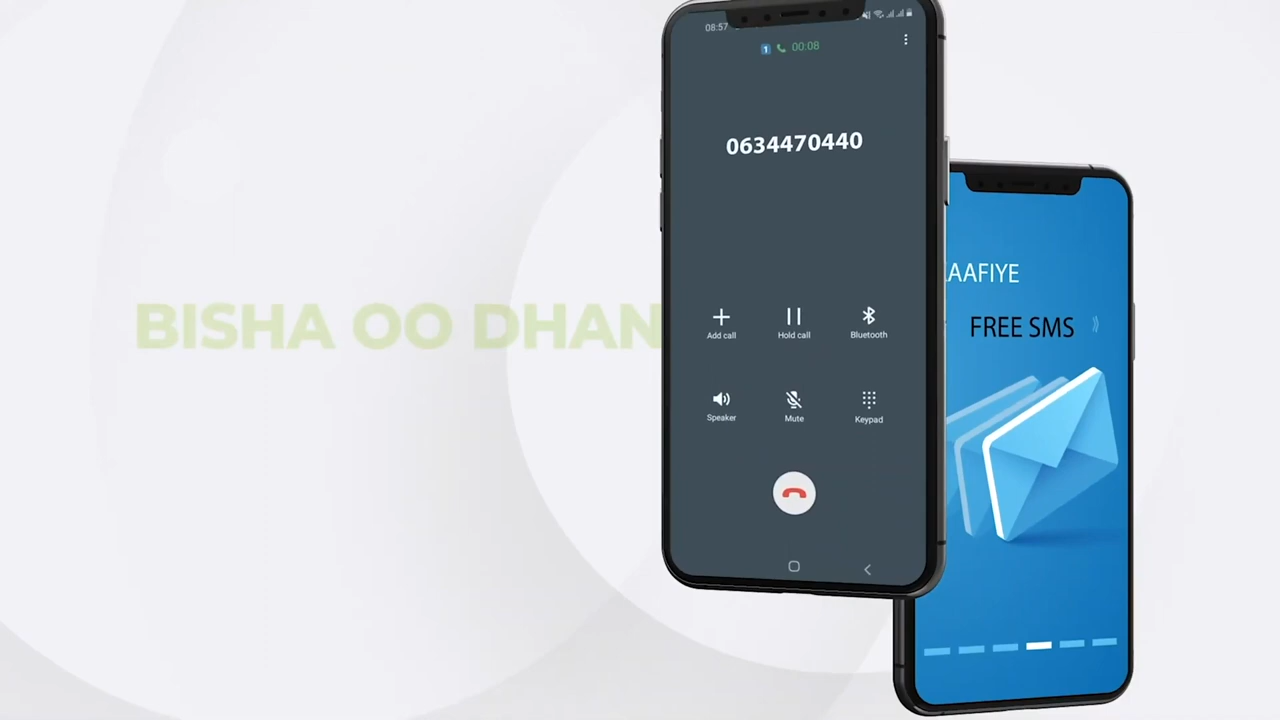 08:57
1 00:08
0634470440
BISHA OO DHAN
Add call Hold call Bluetooth
Speaker Mute Keypad
AAFIYE
FREE SMS